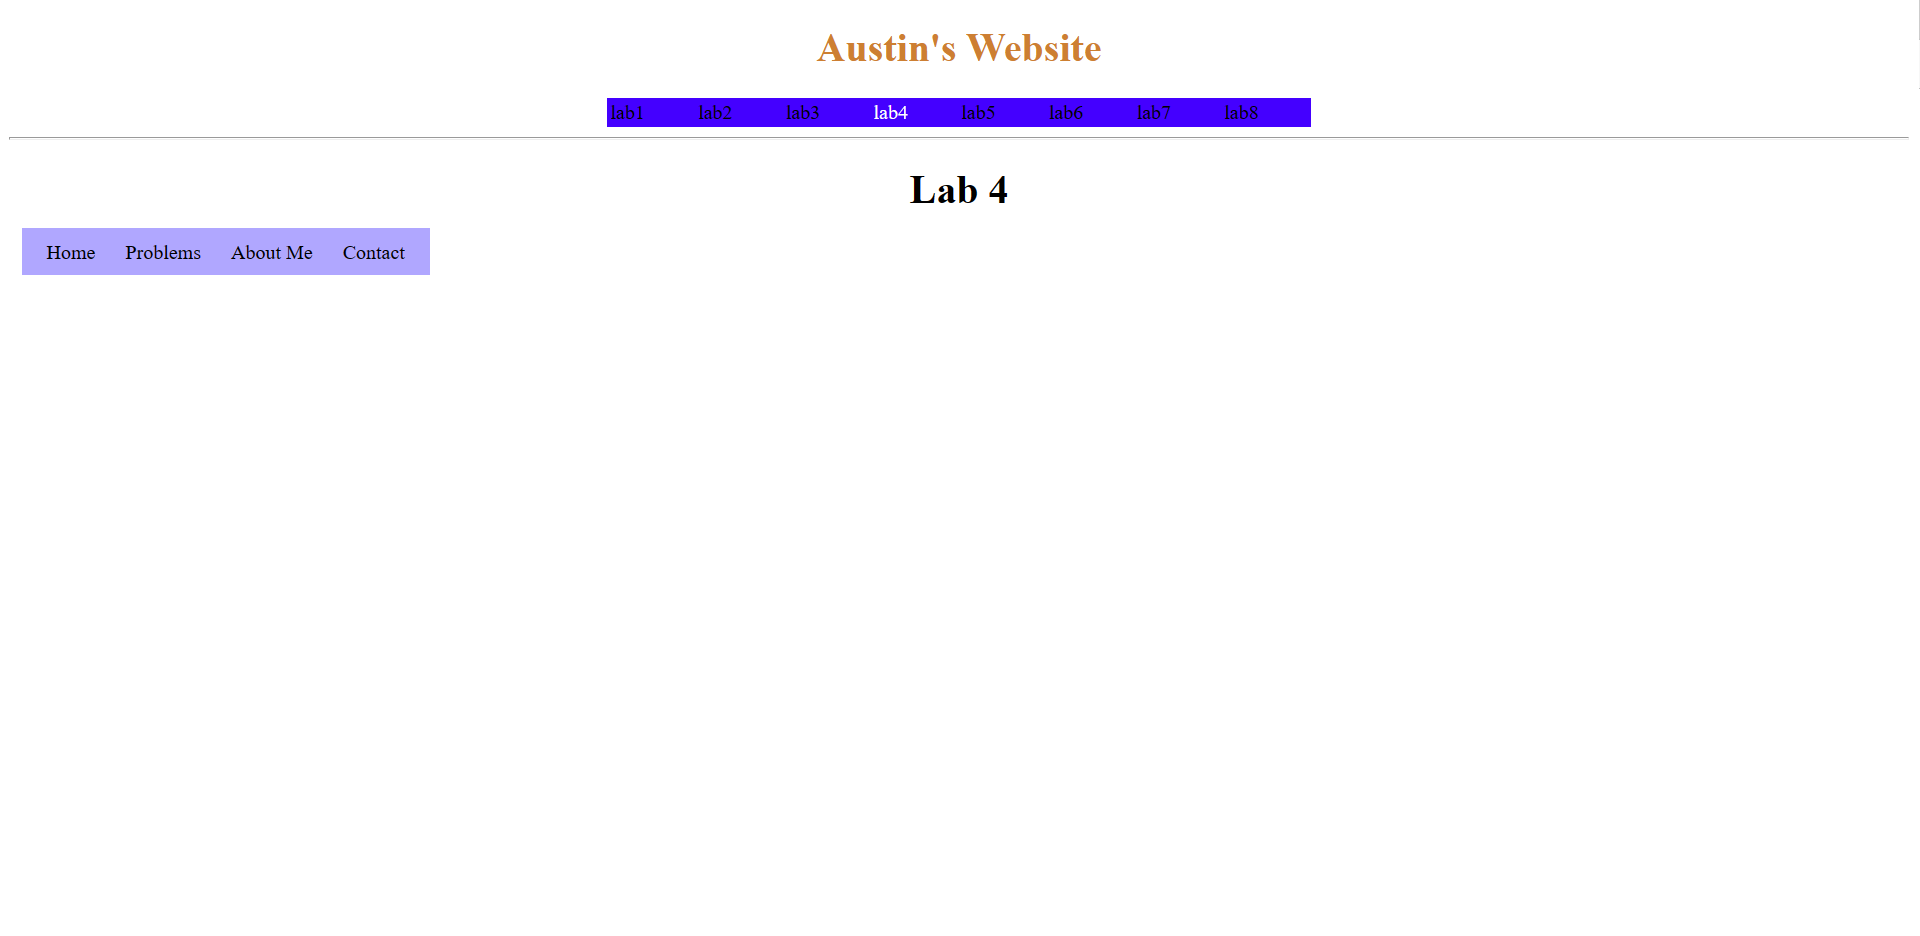 Austin's Website
lab1 lab2 lab3 lab4 lab5 lab6 lab7 lab8
Lab 4
Home Problems About Me Contact